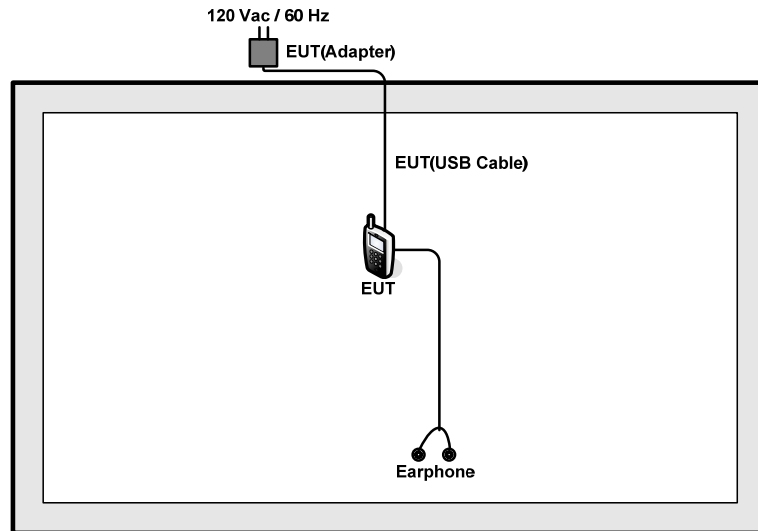 120 Vac / 60 Hz
EUT(Adapter)
EUT(USB Cable)
EUT
Earphone